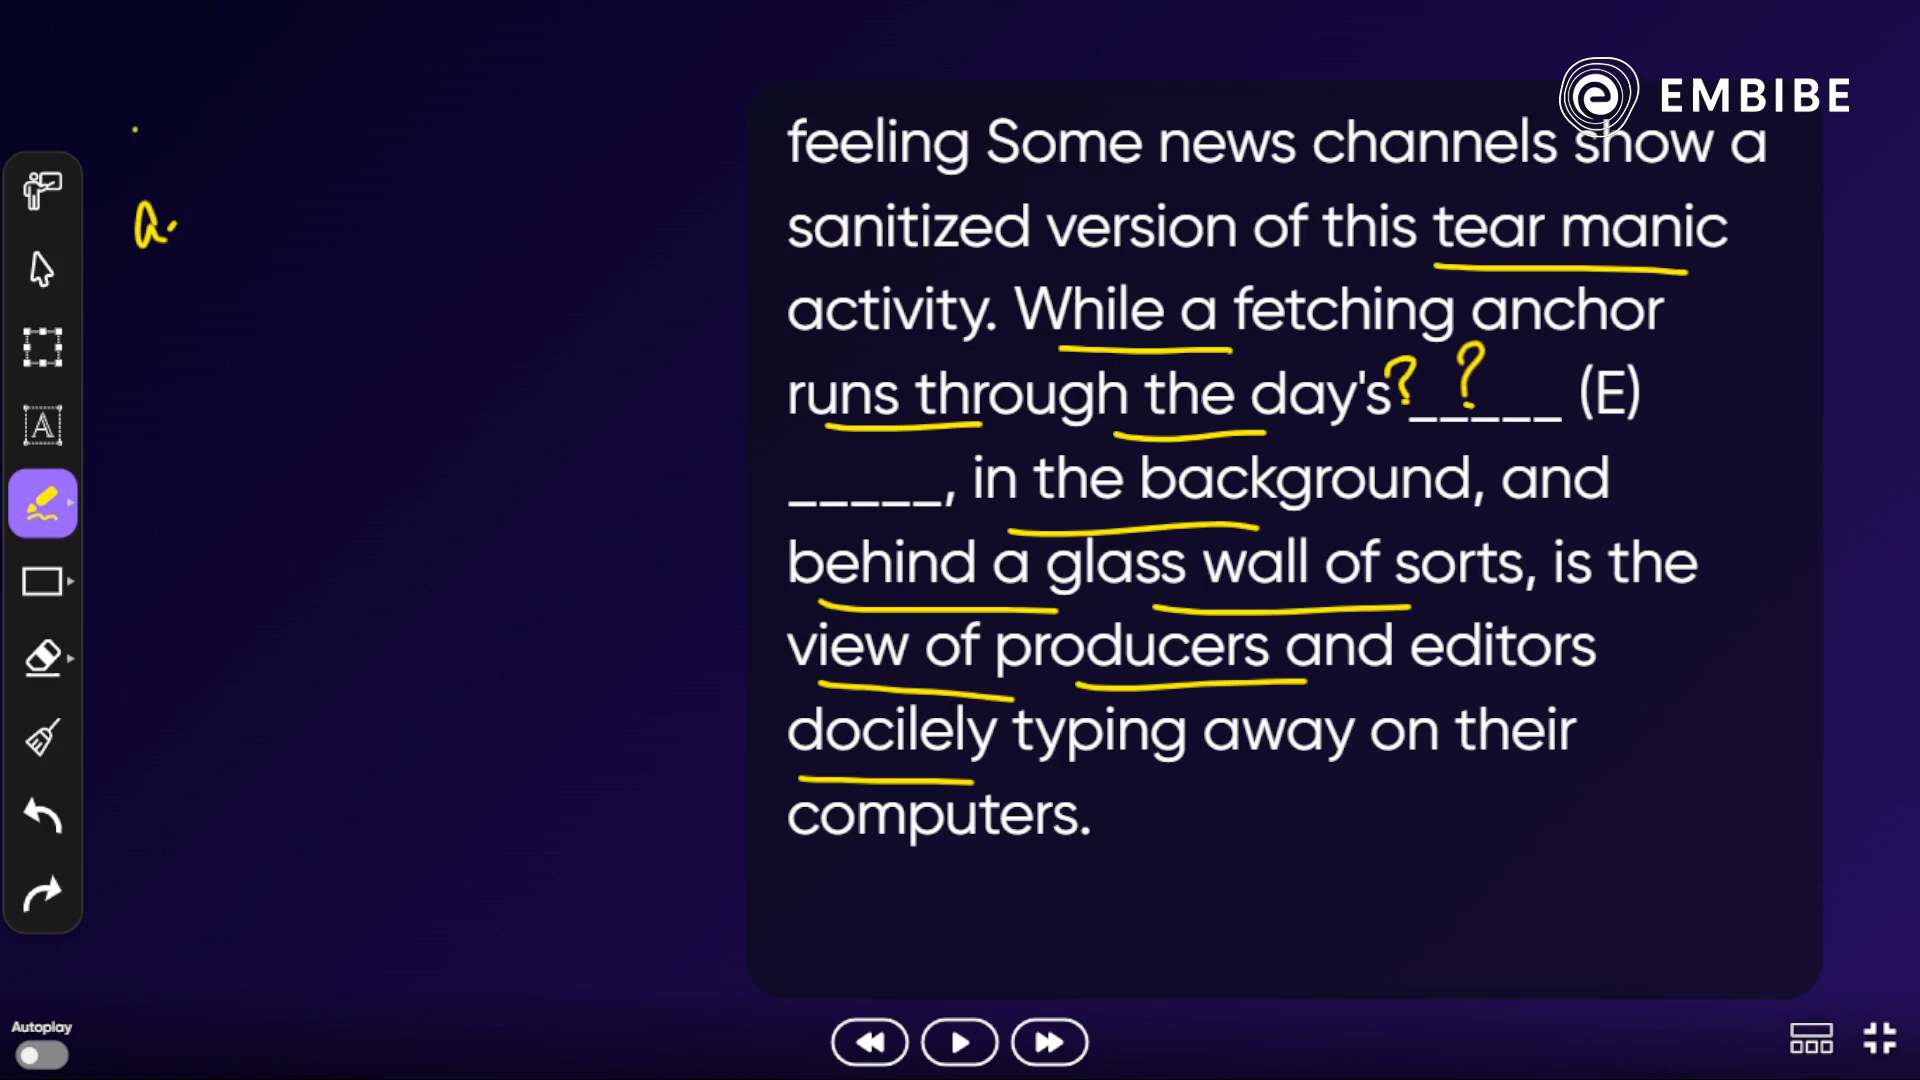 EMBIBE
feeling Some news channels show a
sanitized version of this tear manic
activity. While a fetching anchor
runs through the day's ? _ ? _____ (E)
_____, in the background, and
behind a glass wall of sorts, is the
view of producers and editors
docilely typing away on their
computers.
a.
A
Autoplay